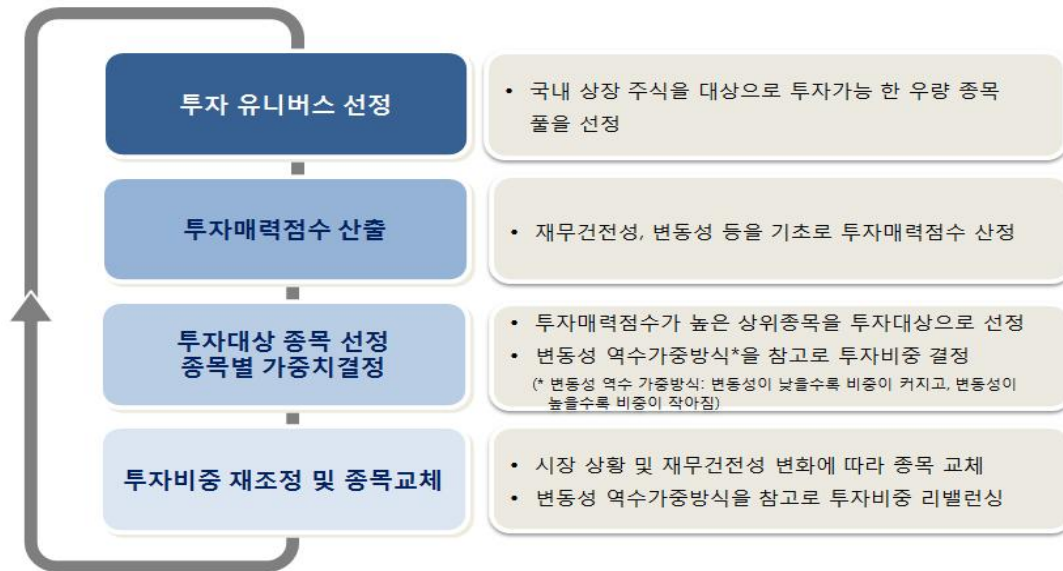 투자 유니버스 선정
• 국내 상장 주식을 대상으로 투자가능 한 우량 종목
풀을 선정
투자매력점수 산출
• 재무건전성, 변동성 등을 기초로 투자매력점수 산정
투자대상 종목 선정
종목별 가중치결정
• 투자매력점수가 높은 상위종목을 투자대상으로 선정
• 변동성 역수가중방식*을 참고로 투자비중 결정
(* 변동성 역수 가중방식: 변동성이 낮을수록 비중이 커지고, 변동성이
높을수록 비중이 작아짐)
투자비중 재조정 및 종목교체
• 시장 상황 및 재무건전성 변화에 따라 종목 교체
• 변동성 역수가중방식을 참고로 투자비중 리밸런싱